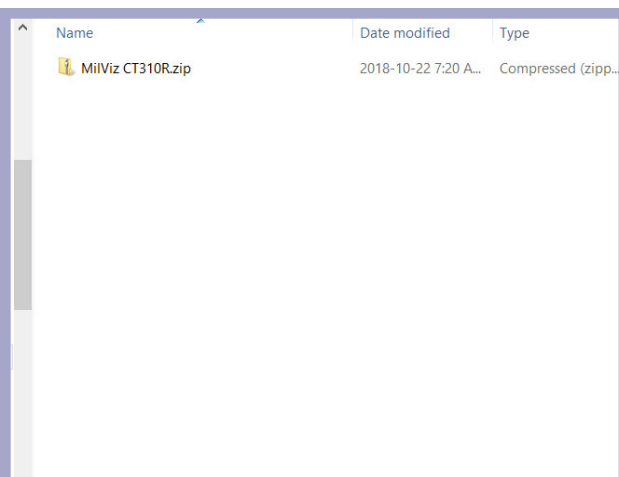 Name Date modified Type
MilViz CT310R.zip 2018-10-22 7:20 A... Compressed (zipp...